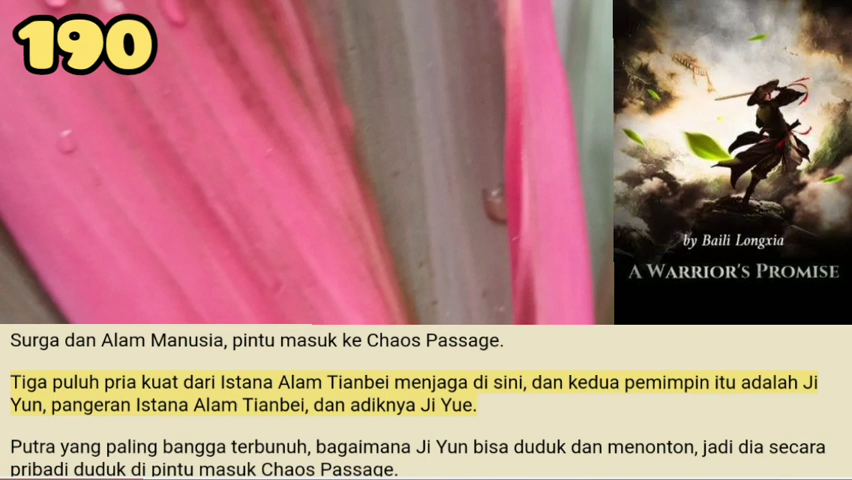 190
by Baili Longxia
A WARRIOR'S PROMISE
Surga dan Alam Manusia, pintu masuk ke Chaos Passage.
Tiga puluh pria kuat dari Istana Alam Tianbei menjaga di sini, dan kedua pemimpin itu adalah Ji
Yun, pangeran Istana Alam Tianbei, dan adiknya Ji Yue.
Putra yang paling bangga terbunuh, bagaimana Ji Yun bisa duduk dan menonton, jadi dia secara
pribadi duduk di pintu masuk Chaos Passage.